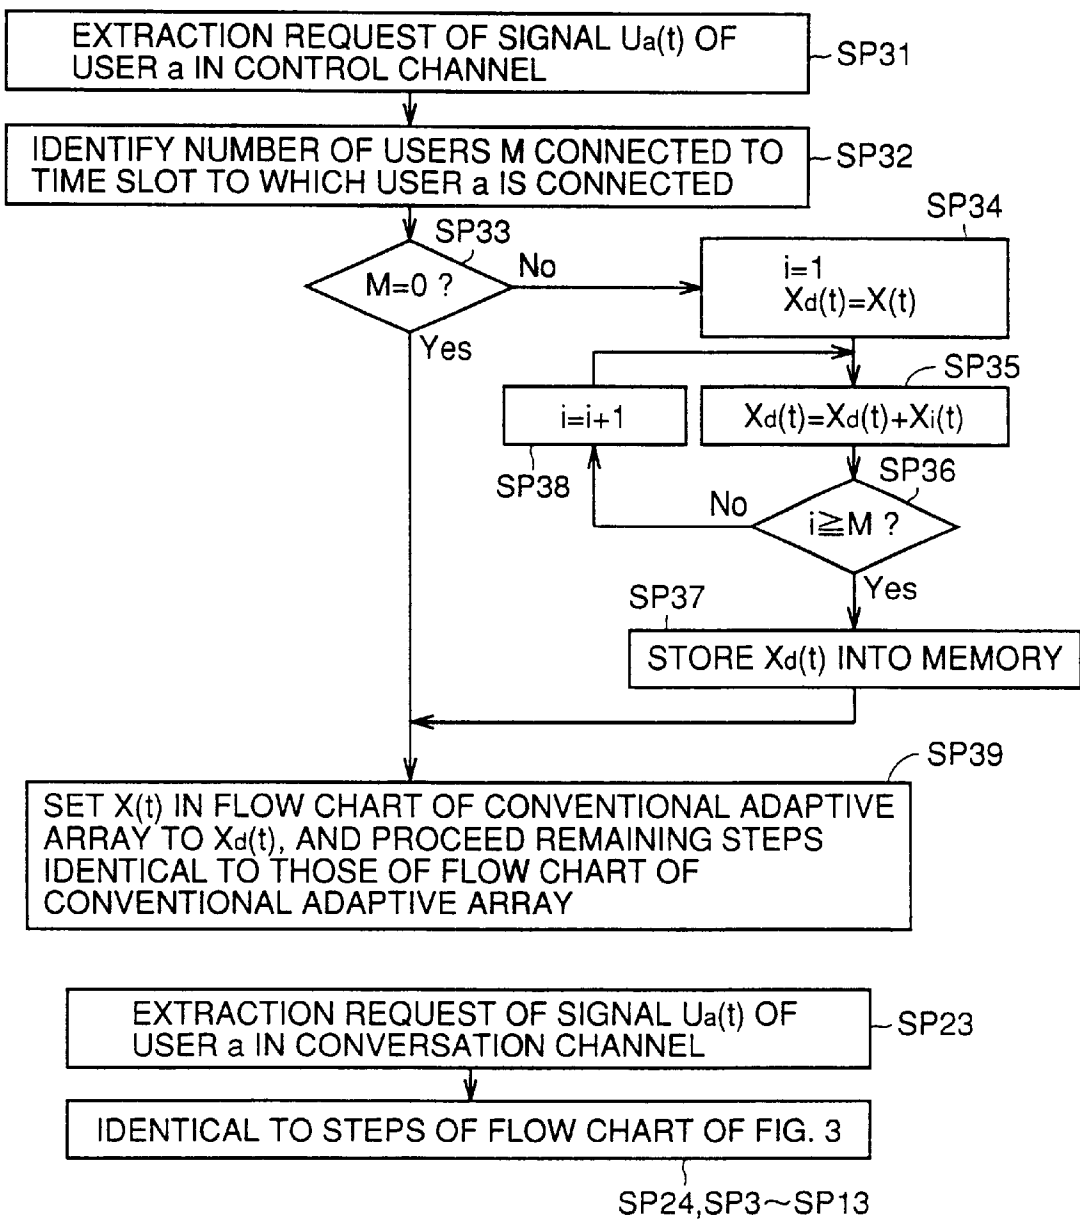 EXTRACTION REQUEST OF SIGNAL Ua(t) OF
USER a IN CONTROL CHANNEL
SP31
IDENTIFY NUMBER OF USERS M CONNECTED TO
TIME SLOT TO WHICH USER a IS CONNECTED
SP32
SP33
M=0 ?
No
Yes
SP34
i=1
Xd(t)=X(t)
SP35
Xd(t)=Xd(t)+Xi(t)
i=i+1
SP38
SP36
i≧M ?
No
Yes
SP37
STORE Xd(t) INTO MEMORY
SP39
SET X(t) IN FLOW CHART OF CONVENTIONAL ADAPTIVE
ARRAY TO Xd(t), AND PROCEED REMAINING STEPS
IDENTICAL TO THOSE OF FLOW CHART OF
CONVENTIONAL ADAPTIVE ARRAY
EXTRACTION REQUEST OF SIGNAL Ua(t) OF
USER a IN CONVERSATION CHANNEL
SP23
IDENTICAL TO STEPS OF FLOW CHART OF FIG. 3
SP24,SP3~SP13